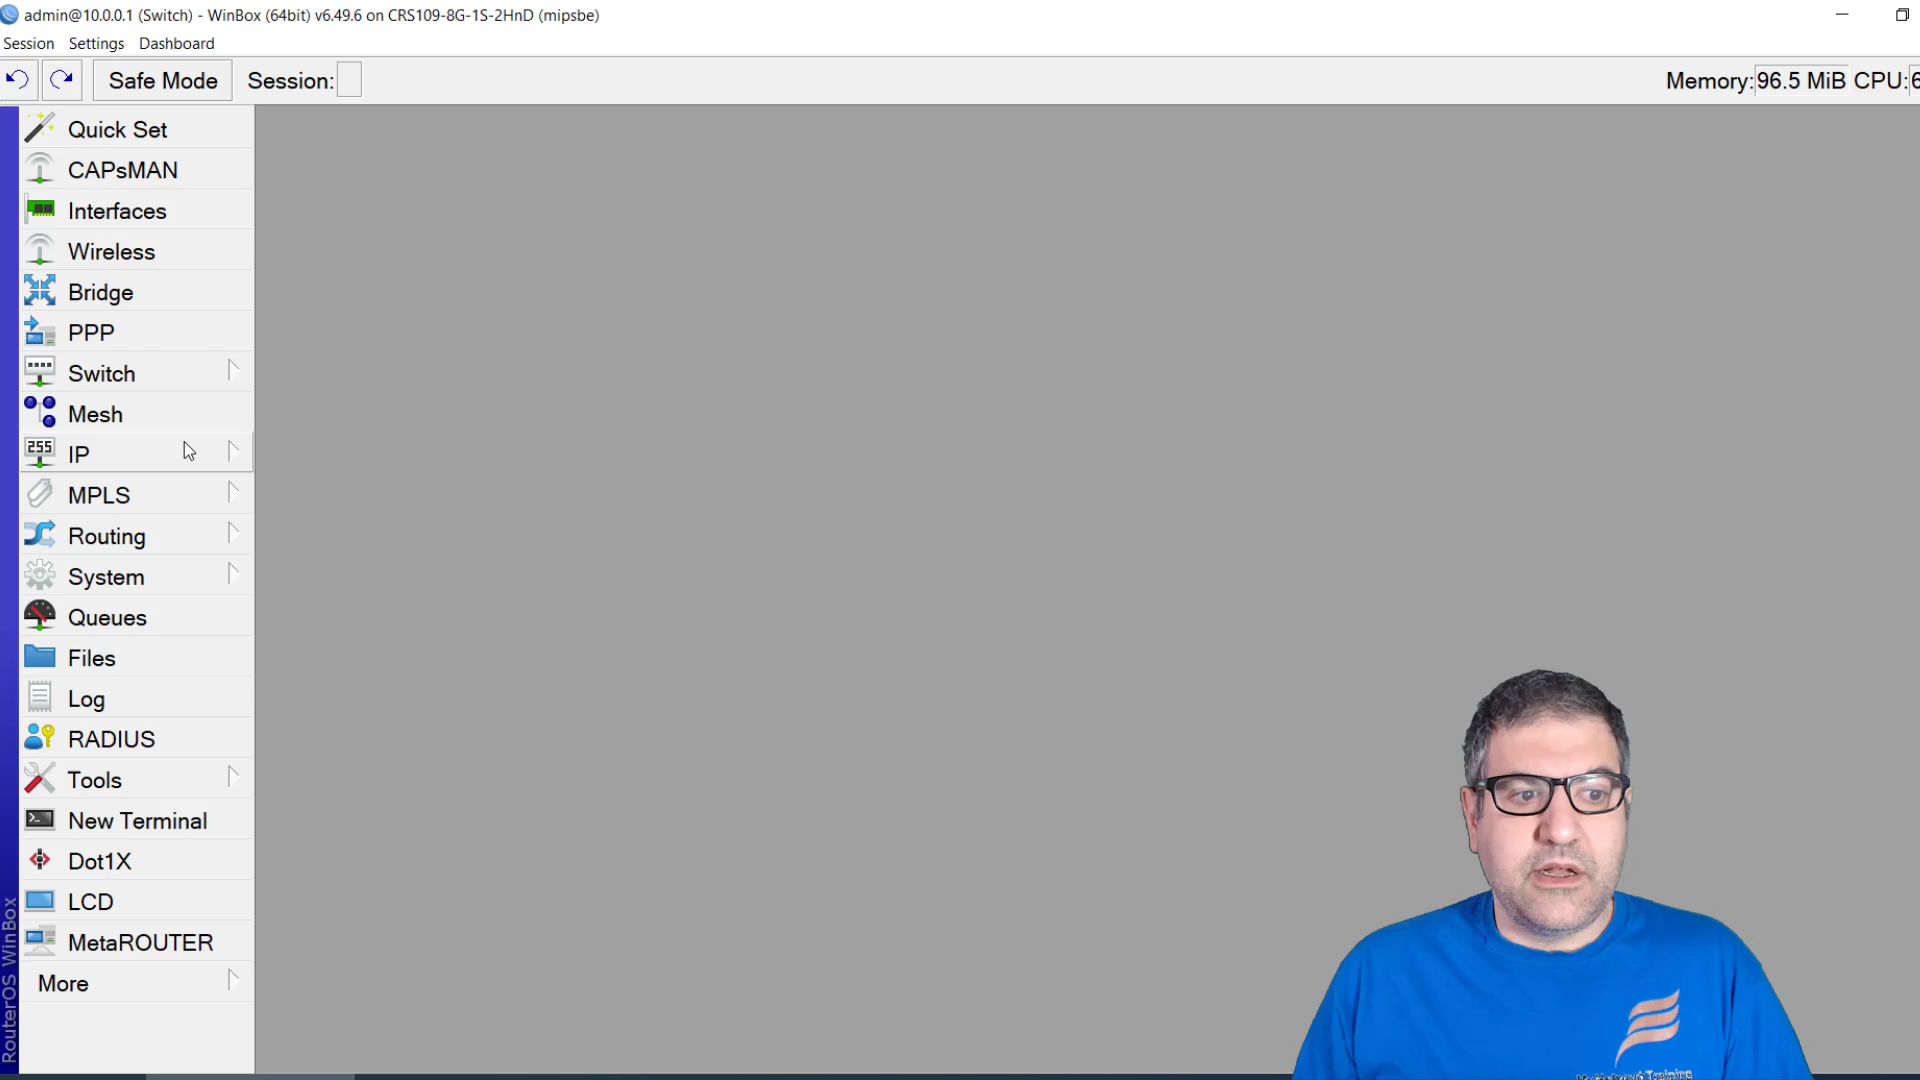 admin@10.0.0.1 (Switch) - WinBox (64bit) v6.49.6 on CRS109-8G-1S-2HnD (mipsbe)
Session Settings Dashboard
Safe Mode Session: Memory: 96.5 MiB CPU:
Quick Set
CAPsMAN
Interfaces
Wireless
Bridge
PPP
Switch
Mesh
255 IP
MPLS
Routing
System
Queues
Files
Log
RADIUS
Tools
New Terminal
Dot1X
LCD
MetaROUTER
More
RouterOS WinBox
Training